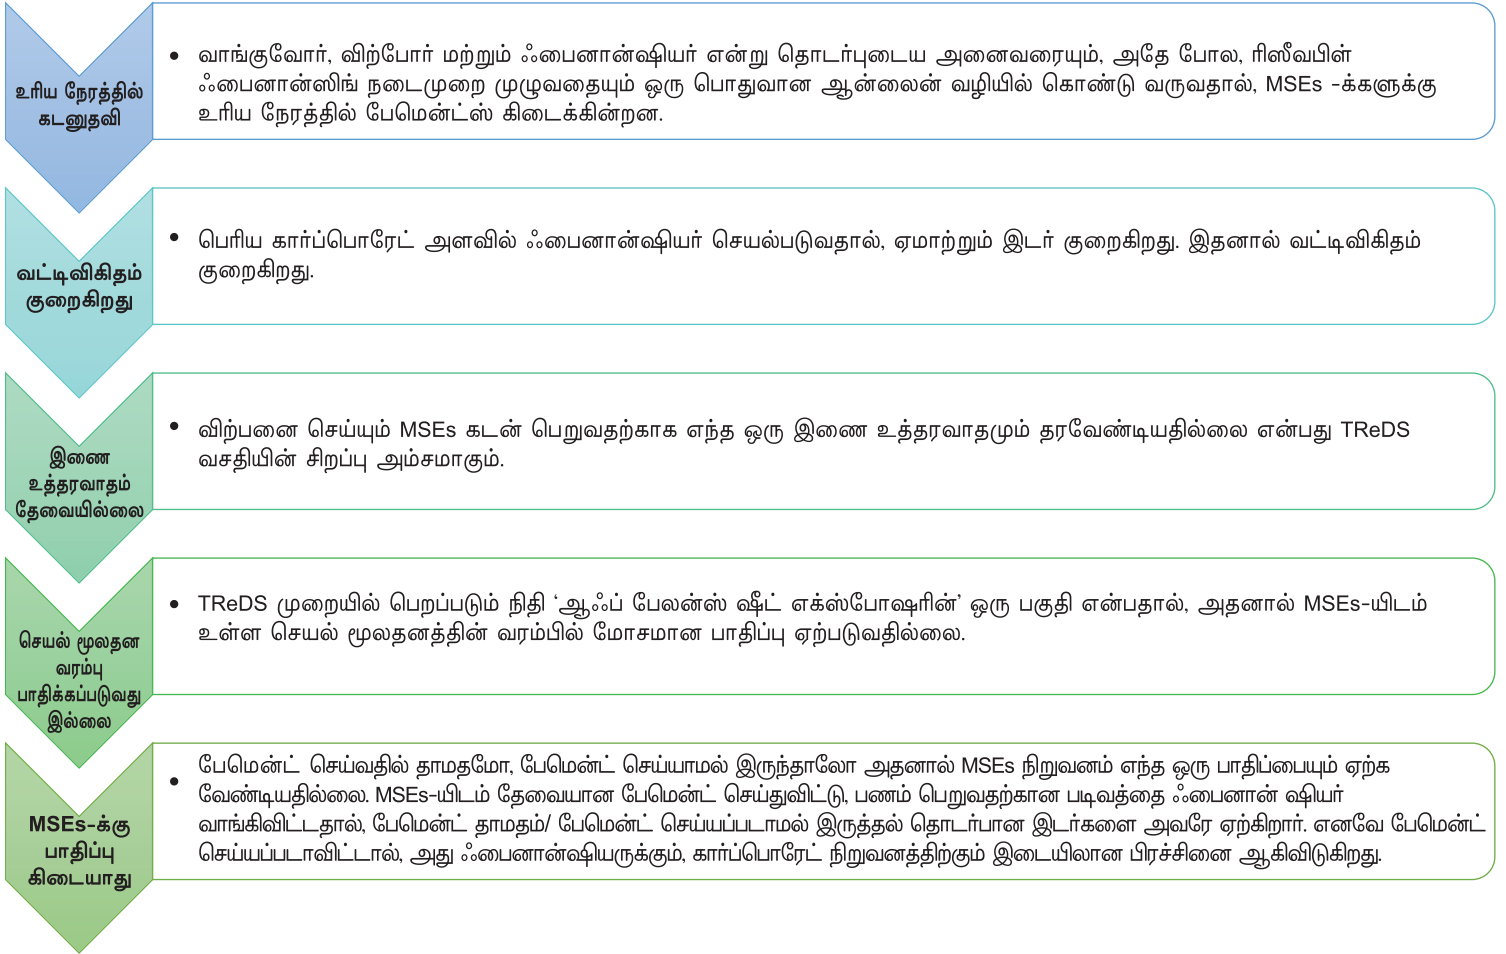 உரிய நேரத்தில்
கடனுதவி
• வாங்குவோர், விற்போர் மற்றும் ஃபைனான்ஷியர் என்று தொடர்புடைய அனைவரையும், அதே போல, ரிஸீவபிள்
ஃபைனான்ஸிங் நடைமுறை முழுவதையும் ஒரு பொதுவான ஆன்லைன் வழியில் கொண்டு வருவதால், MSEs -க்களுக்கு
உரிய நேரத்தில் பேமென்ட்ஸ் கிடைக்கின்றன.
வட்டிவிகிதம்
குறைகிறது
• பெரிய கார்ப்பொரேட் அளவில் ஃபைனான்ஷியர் செயல்படுவதால், ஏமாற்றும் இடர் குறைகிறது. இதனால் வட்டிவிகிதம்
குறைகிறது.
இணை
உத்தரவாதம்
தேவையில்லை
• விற்பனை செய்யும் MSEs கடன் பெறுவதற்காக எந்த ஒரு இணை உத்தரவாதமும் தரவேண்டியதில்லை என்பது TReDS
வசதியின் சிறப்பு அம்சமாகும்.
செயல் மூலதன
வரம்பு
பாதிக்கப்படுவது
இல்லை
• TReDS முறையில் பெறப்படும் நிதி ‘ஆஃப் பேலன்ஸ் ஷீட் எக்ஸ்போஷரின்’ ஒரு பகுதி என்பதால், அதனால் MSEs-யிடம்
உள்ள செயல் மூலதனத்தின் வரம்பில் மோசமான பாதிப்பு ஏற்படுவதில்லை.
MSEs-க்கு
பாதிப்பு
கிடையாது
• பேமென்ட் செய்வதில் தாமதமோ, பேமென்ட் செய்யாமல் இருந்தாலோ அதனால் MSEs நிறுவனம் எந்த ஒரு பாதிப்பையும் ஏற்க
வேண்டியதில்லை. MSEs-யிடம் தேவையான பேமென்ட் செய்துவிட்டு, பணம் பெறுவதற்கான படிவத்தை ஃபைனான் ஷியர்
வாங்கிவிட்டதால், பேமென்ட் தாமதம்/ பேமென்ட் செய்யப்படாமல் இருத்தல் தொடர்பான இடர்களை அவரே ஏற்கிறார். எனவே பேமென்ட்
செய்யப்படாவிட்டால், அது ஃபைனான்ஷியருக்கும், கார்ப்பொரேட் நிறுவனத்திற்கும் இடையிலான பிரச்சினை ஆகிவிடுகிறது.